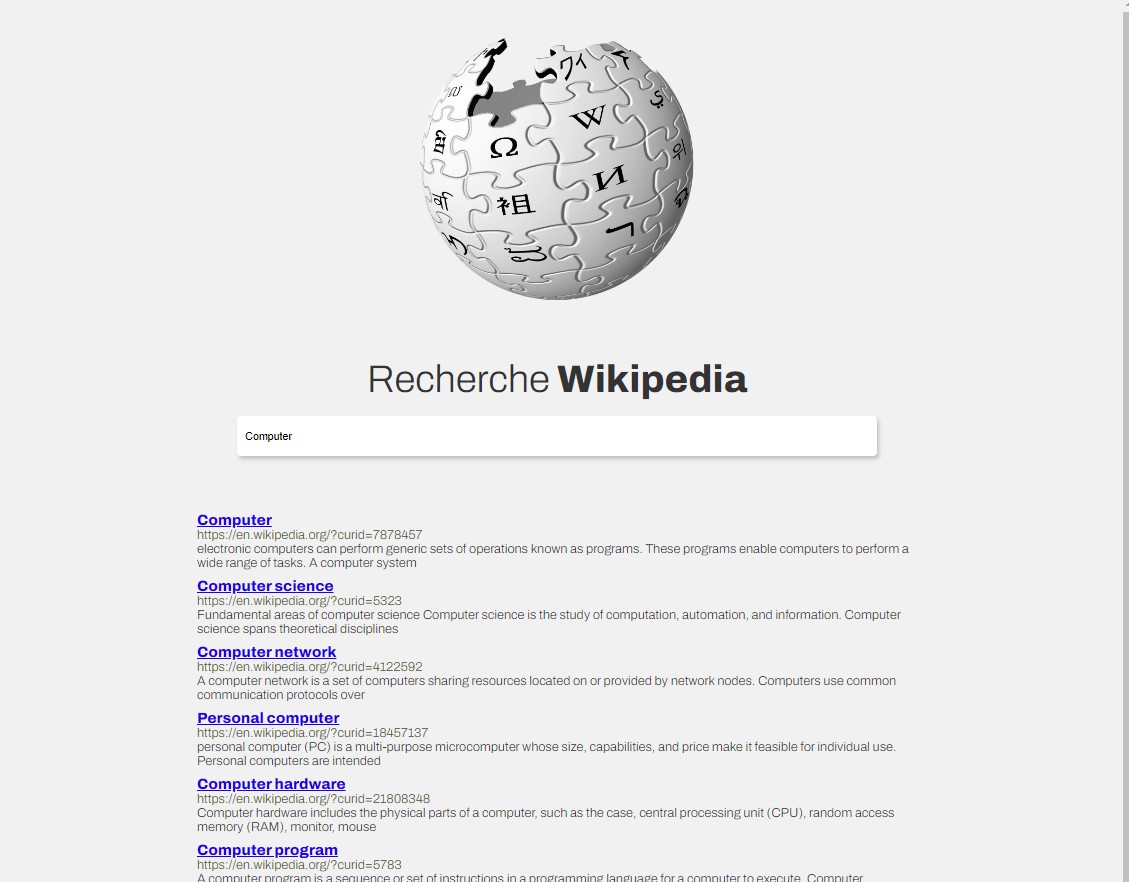 ワィ
Ω
W
И
祖
위
Recherche Wikipedia
Computer
Computer
https://en.wikipedia.org/?curid=7878457
electronic computers can perform generic sets of operations known as programs. These programs enable computers to perform a
wide range of tasks. A computer system
Computer science
https://en.wikipedia.org/?curid=5323
Fundamental areas of computer science Computer science is the study of computation, automation, and information. Computer
science spans theoretical disciplines
Computer network
https://en.wikipedia.org/?curid=4122592
A computer network is a set of computers sharing resources located on or provided by network nodes. Computers use common
communication protocols over
Personal computer
https://en.wikipedia.org/?curid=18457137
personal computer (PC) is a multi-purpose microcomputer whose size, capabilities, and price make it feasible for individual use.
Personal computers are intended
Computer hardware
https://en.wikipedia.org/?curid=21808348
Computer hardware includes the physical parts of a computer, such as the case, central processing unit (CPU), random access
memory (RAM), monitor, mouse
Computer program
https://en.wikipedia.org/?curid=5783
A computer program is a sequence or set of instructions in a programming language for a computer to execute. Computer